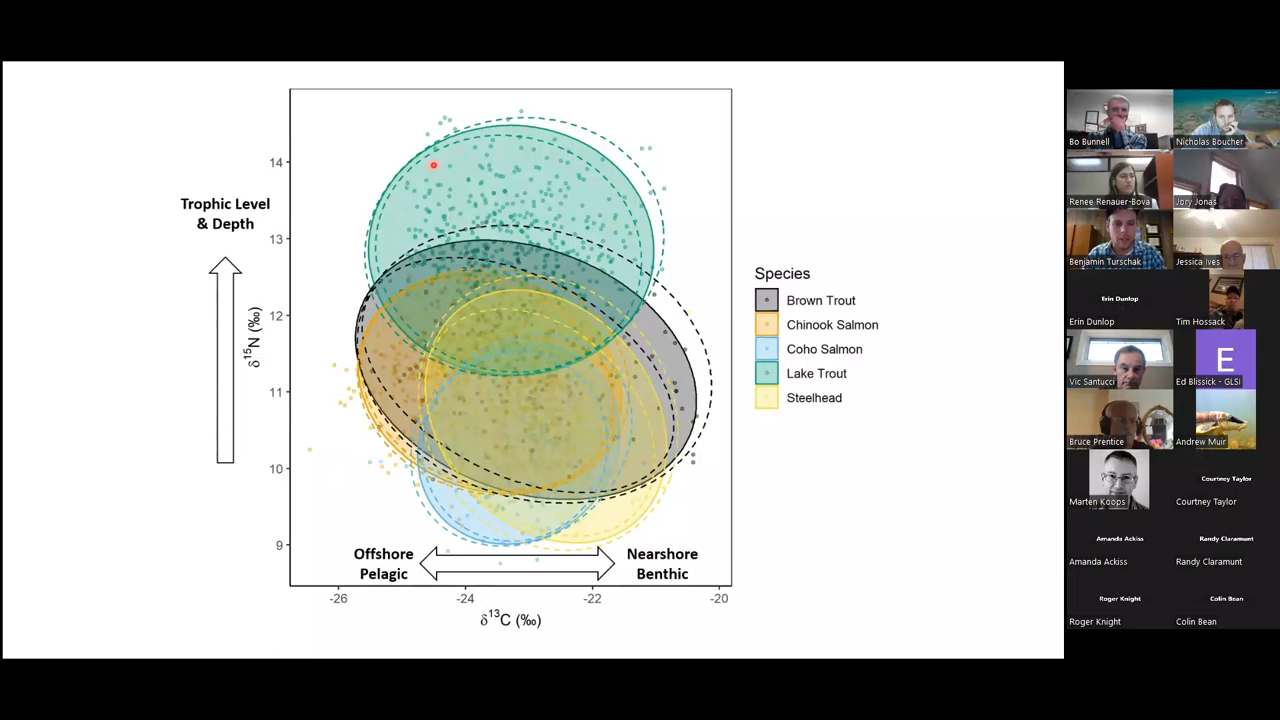 Trophic Level
& Depth
14
13
12
11
10
9
δ15N (‰)
Offshore
Pelagic
Nearshore
Benthic
-26
-24
-22
-20
δ13C (‰)
Species
Brown Trout
Chinook Salmon
Coho Salmon
Lake Trout
Steelhead
Bo Bunnell
Nicholas Boucher
Renee Renauer-Bova
Jory Jonas
Benjamin Turschak
Jessica Ives
Erin Dunlop
Erin Dunlop
Tim Hossack
Vic Santucci
E
Ed Blissick - GLSI
Bruce Prentice
Andrew Muir
Marten Koops
Courtney Taylor
Courtney Taylor
Amanda Ackiss
Randy Claramunt
Amanda Ackiss
Randy Claramunt
Roger Knight
Colin Bean
Roger Knight
Colin Bean